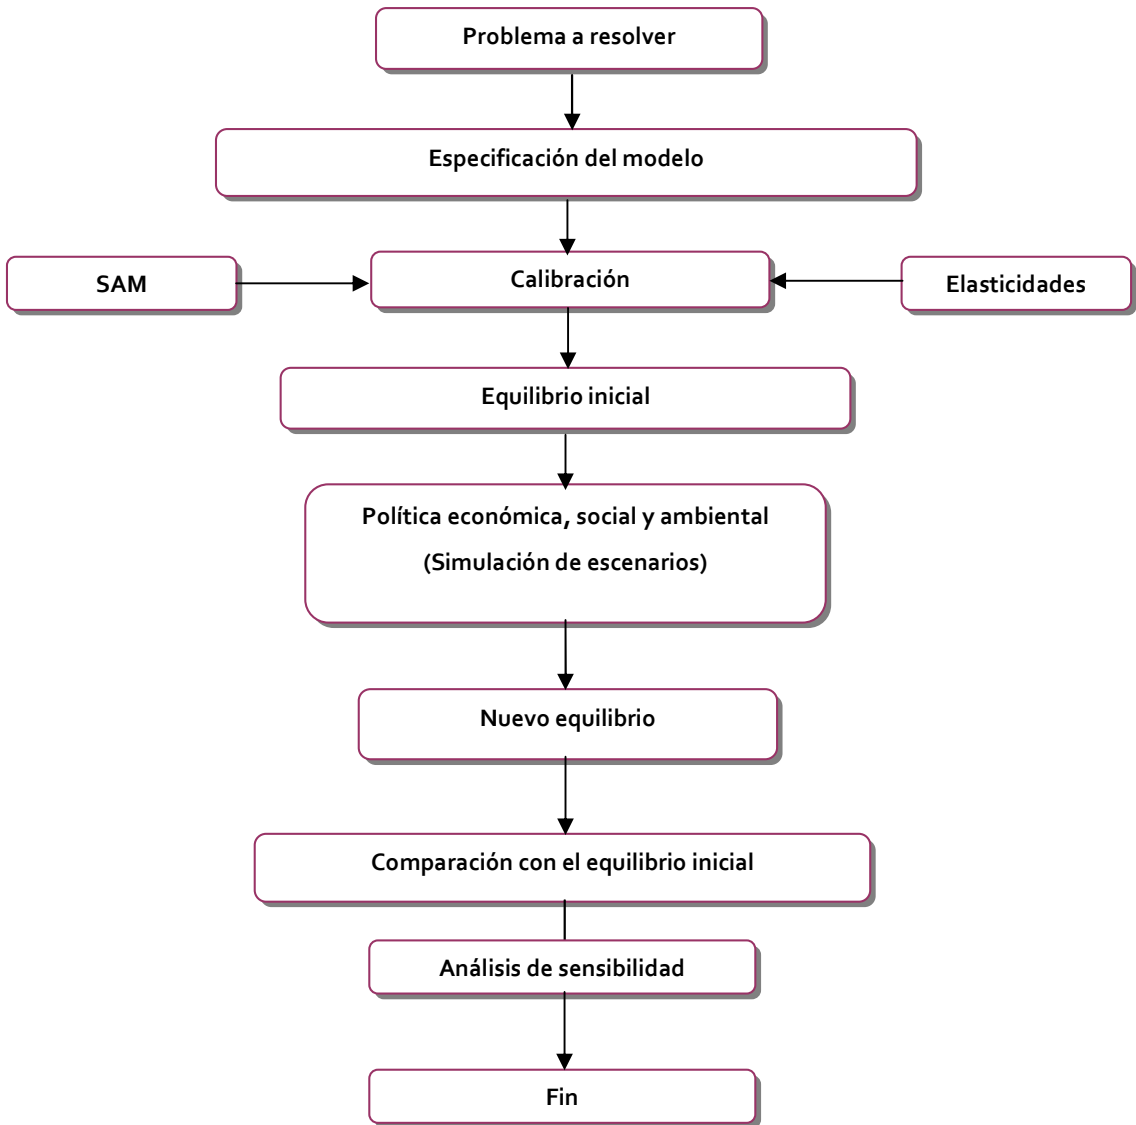 Problema a resolver
Especificación del modelo
SAM
Calibración
Elasticidades
Equilibrio inicial
Política económica, social y ambiental
(Simulación de escenarios)
Nuevo equilibrio
Comparación con el equilibrio inicial
Análisis de sensibilidad
Fin